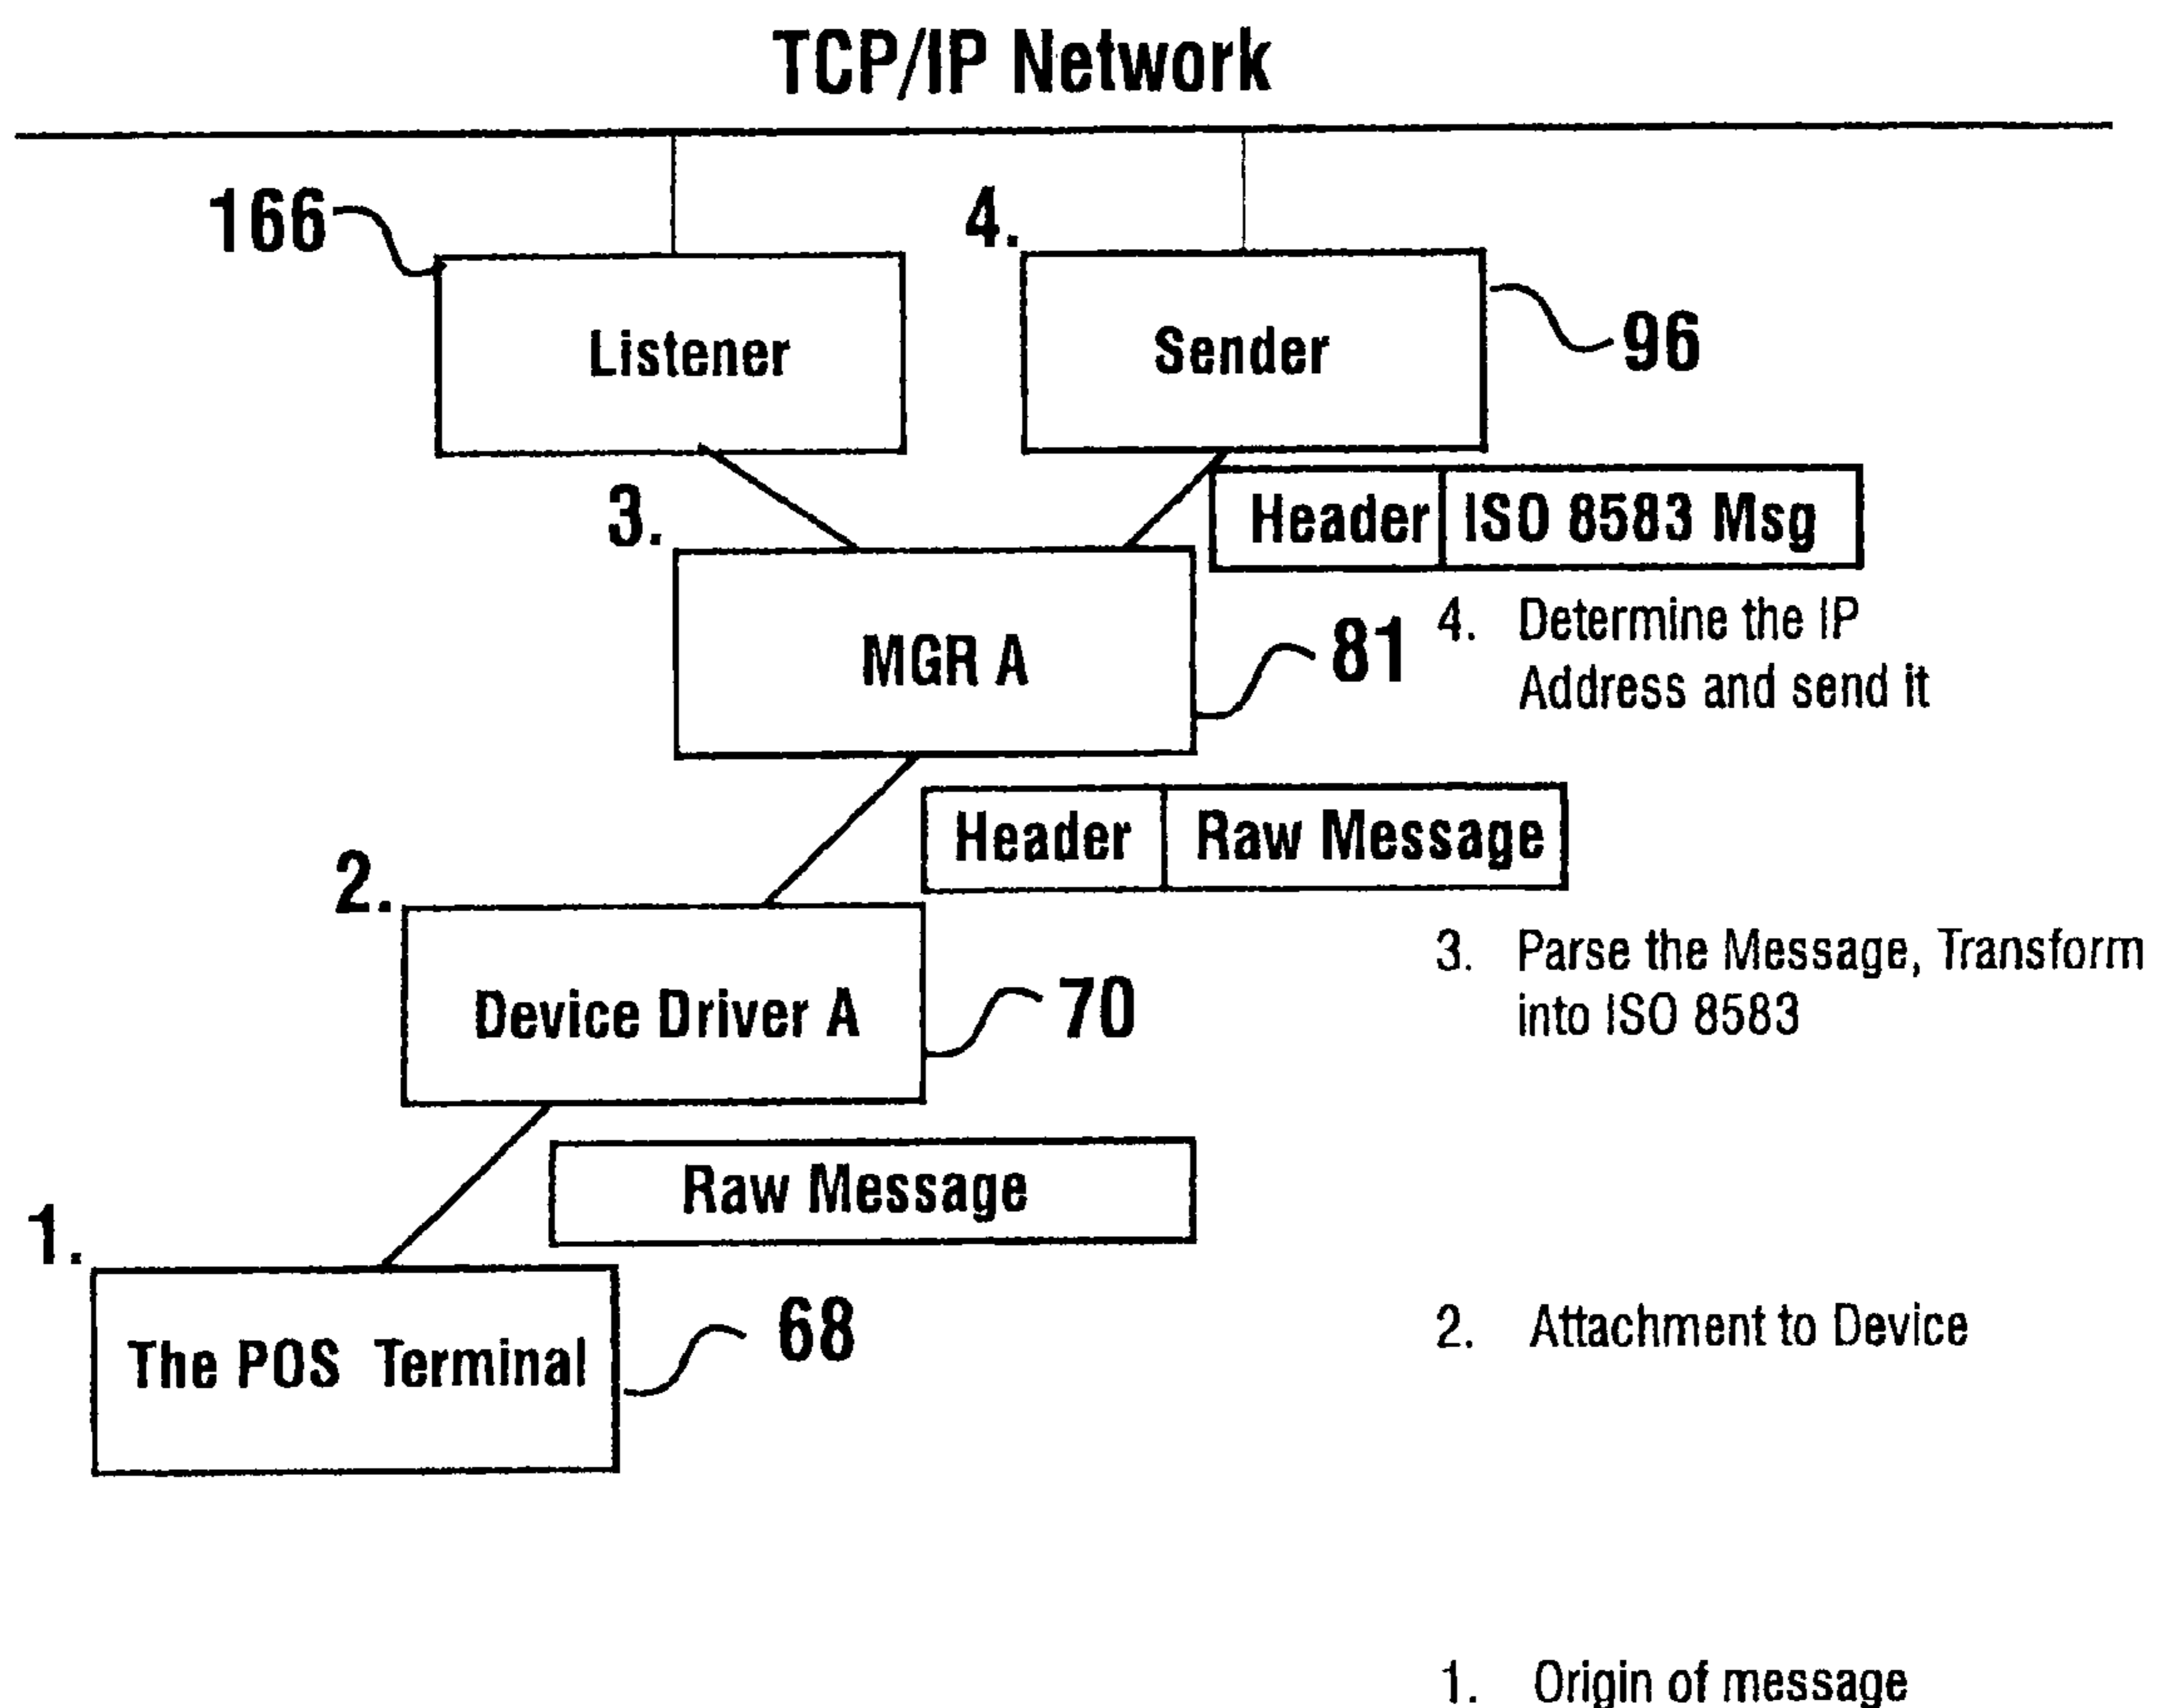 TCP/IP Network
166
4.
Listener
Sender
96
3.
Header ISO 8583 Msg
MGR A
81
4. Determine the IP
Address and send it
Header Raw Message
2.
Device Driver A
70
3. Parse the Message, Transform
into ISO 8583
Raw Message
1.
The POS Terminal
68
2. Attachment to Device
1. Origin of message